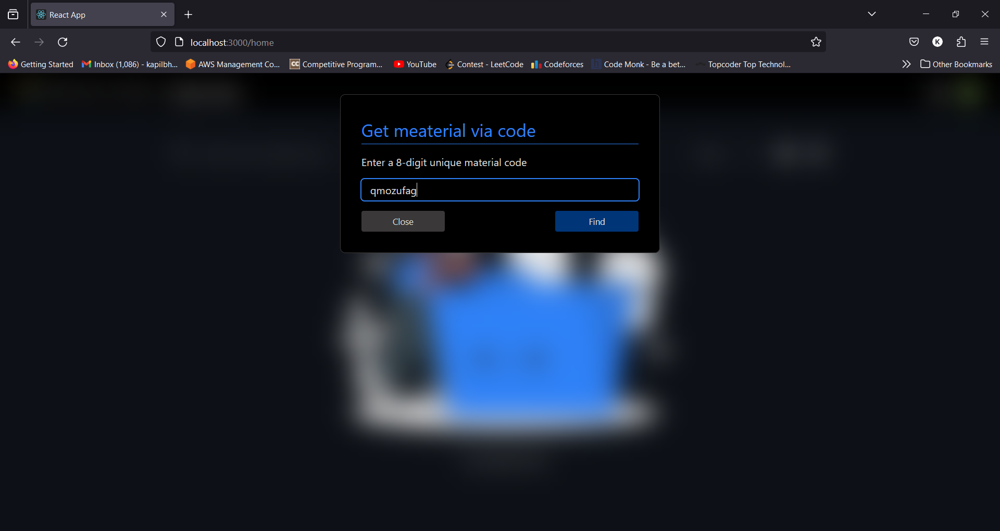 React App
localhost:3000/home
K
Getting Started
Inbox (1,086) - kapilbh...
AWS Management Co...
CC Competitive Program...
YouTube
Contest - LeetCode
Codeforces
Code Monk - Be a bet...
Topcoder Top Technol...
Other Bookmarks
Get meaterial via code
Enter a 8-digit unique material code
qmozufag
Close
Find